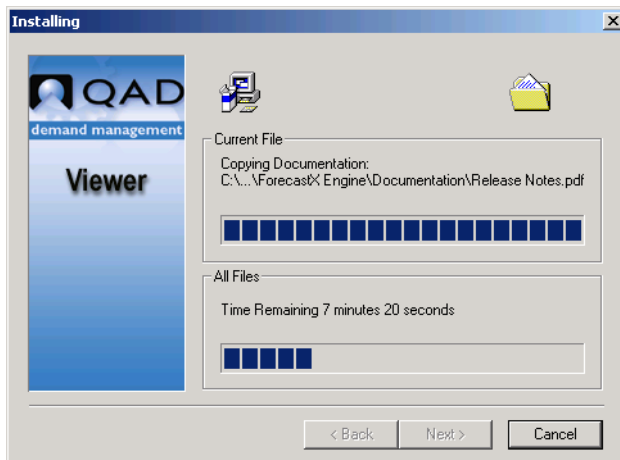 Installing
QAD
demand management
Viewer
Current File
Copying Documentation:
C:\...\ForecastX Engine\Documentation\Release Notes.pdf
All Files
Time Remaining 7 minutes 20 seconds
< Back
Next >
Cancel